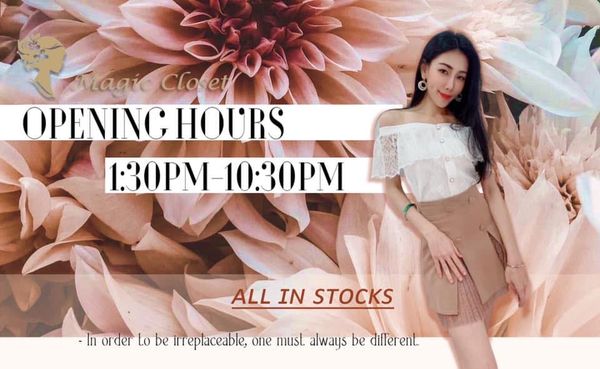 Magic Closet
OPENING HOURS
1:30PM-10:30PM
ALL IN STOCKS
- In order to be irreplaceable, one must always be different.